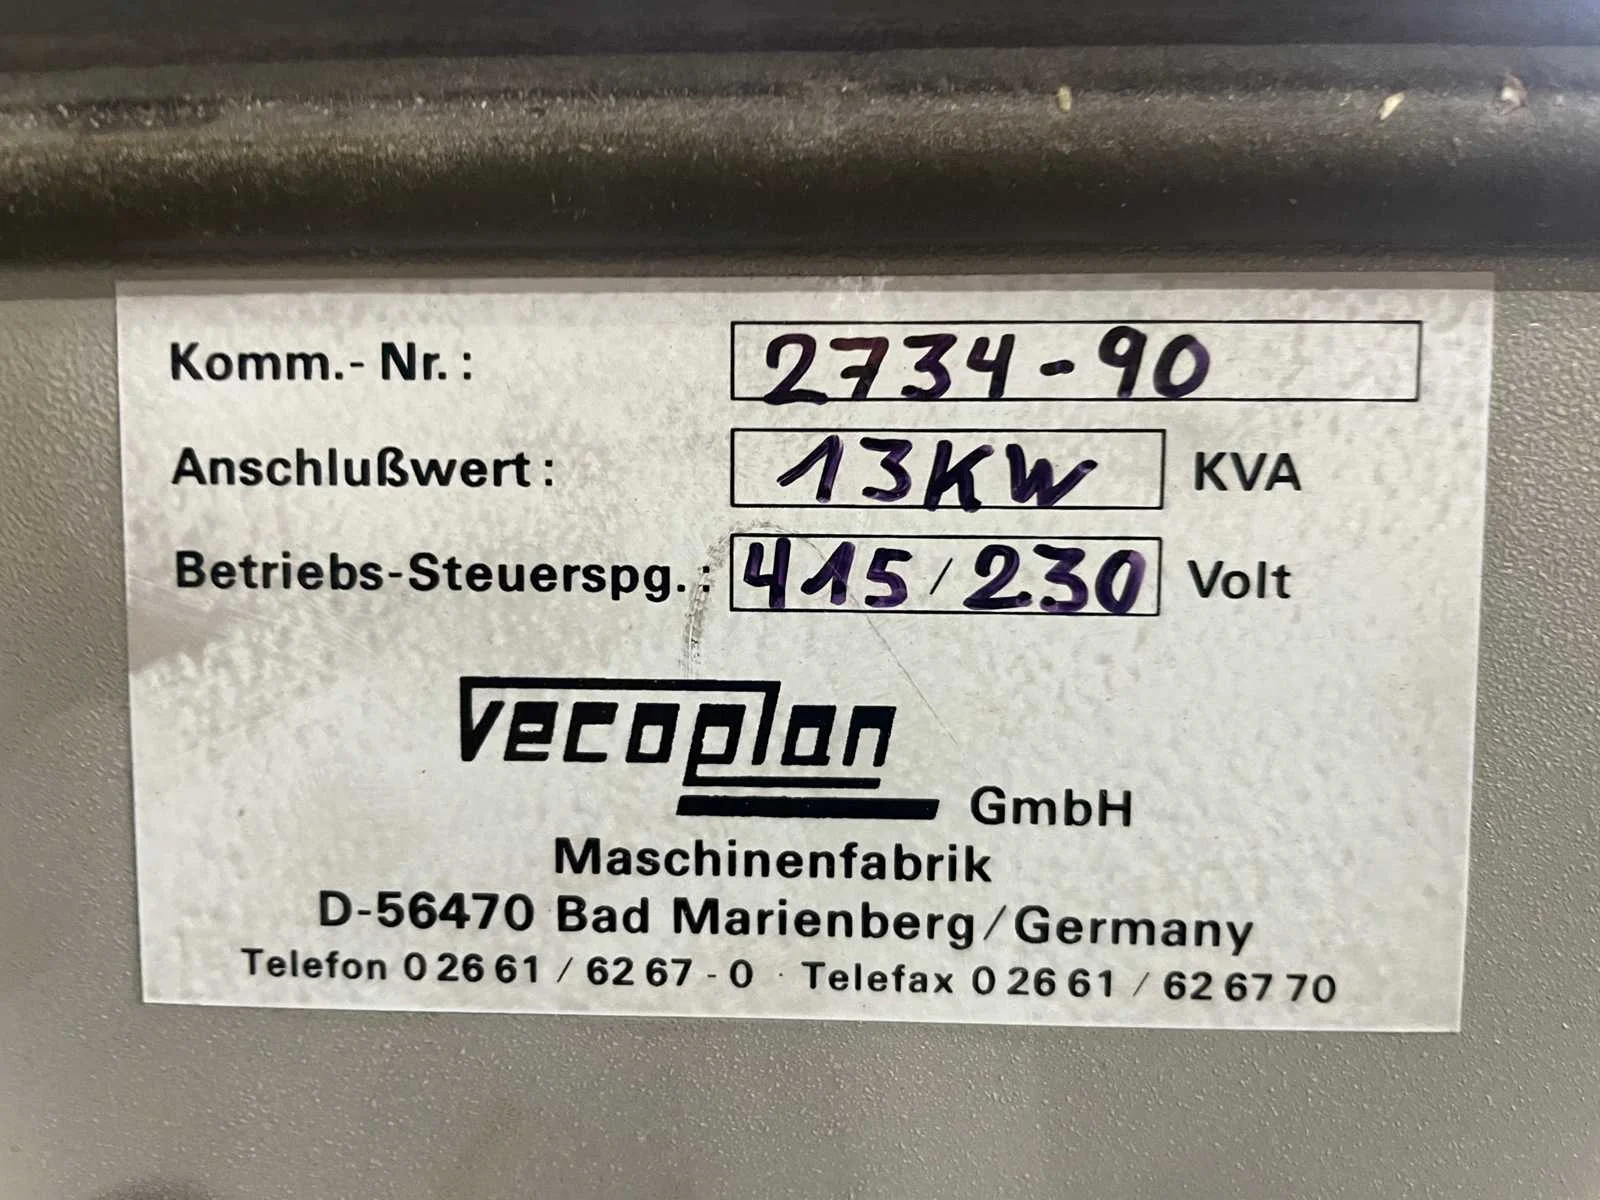 Komm.- Nr.: 2734-90
Anschlußwert: 13KW KVA
Betriebs-Steuerspg.: 415/230 Volt
vecoplan GmbH
Maschinenfabrik
D-56470 Bad Marienberg/Germany
Telefon 0 26 61 / 62 67 - 0 · Telefax 0 26 61 / 62 67 70